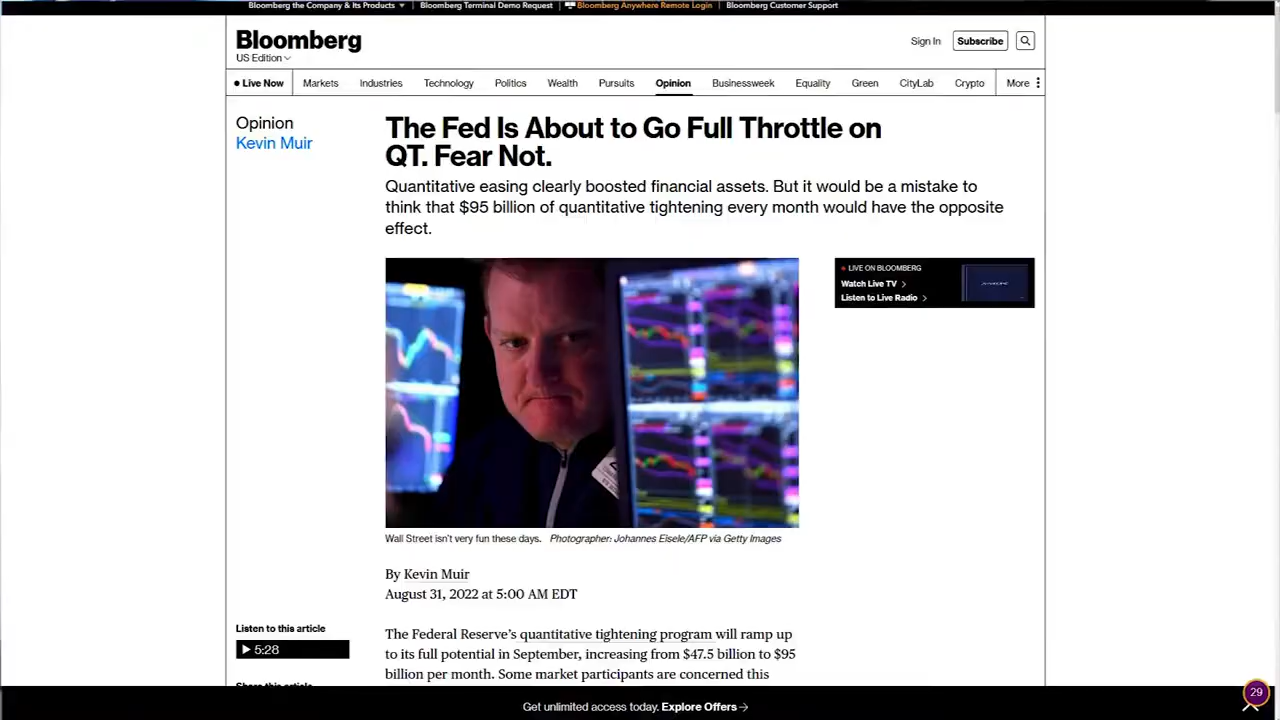 Bloomberg the Company & Its Products
Bloomberg Terminal Demo Request
Bloomberg Anywhere Remote Login
Bloomberg Customer Support
Bloomberg
US Edition
Sign In
Subscribe
Live Now
Markets
Industries
Technology
Politics
Wealth
Pursuits
Opinion
Businessweek
Equality
Green
CityLab
Crypto
More
Opinion
Kevin Muir
The Fed Is About to Go Full Throttle on
QT. Fear Not.
Quantitative easing clearly boosted financial assets. But it would be a mistake to
think that $95 billion of quantitative tightening every month would have the opposite
effect.
LIVE ON BLOOMBERG
Watch Live TV
Listen to Live Radio
Wall Street isn't very fun these days. Photographer: Johannes Eisele/AFP via Getty Images
By Kevin Muir
August 31, 2022 at 5:00 AM EDT
Listen to this article
5:28
Share this article
The Federal Reserve's quantitative tightening program will ramp up
to its full potential in September, increasing from $47.5 billion to $95
billion per month. Some market participants are concerned this
Get unlimited access today. Explore Offers
29